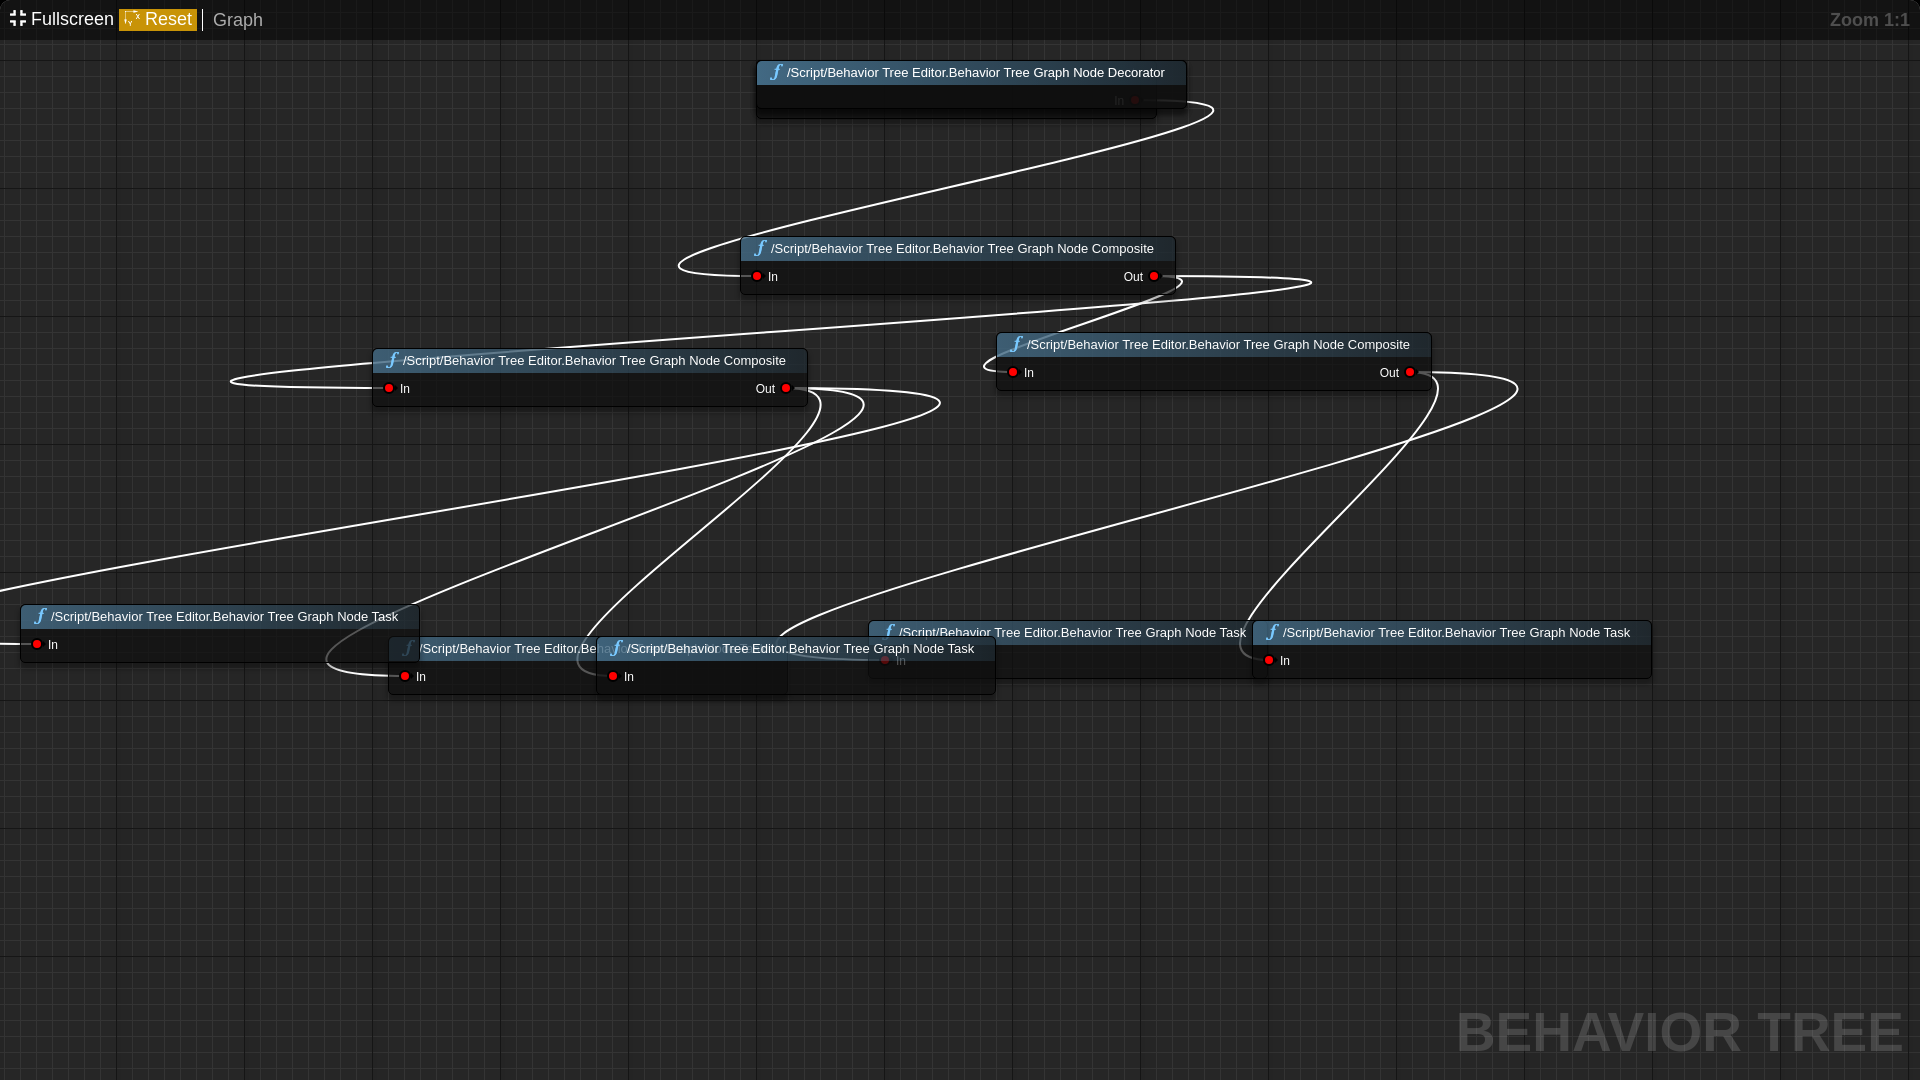 Fullscreen Reset Graph Zoom 1:1
/Script/Behavior Tree Editor.Behavior Tree Graph Node Decorator
In
/Script/Behavior Tree Editor.Behavior Tree Graph Node Composite
In Out
/Script/Behavior Tree Editor.Behavior Tree Graph Node Composite
In Out
/Script/Behavior Tree Editor.Behavior Tree Graph Node Composite
In Out
/Script/Behavior Tree Editor.Behavior Tree Graph Node Task
In
/Script/Behavior Tree Editor.Be
In
/Script/Behavior Tree Editor.Behavior Tree Graph Node Task
In
/Script/Behavior Tree Editor.Behavior Tree Graph Node Task
In
/Script/Behavior Tree Editor.Behavior Tree Graph Node Task
In
BEHAVIOR TREE